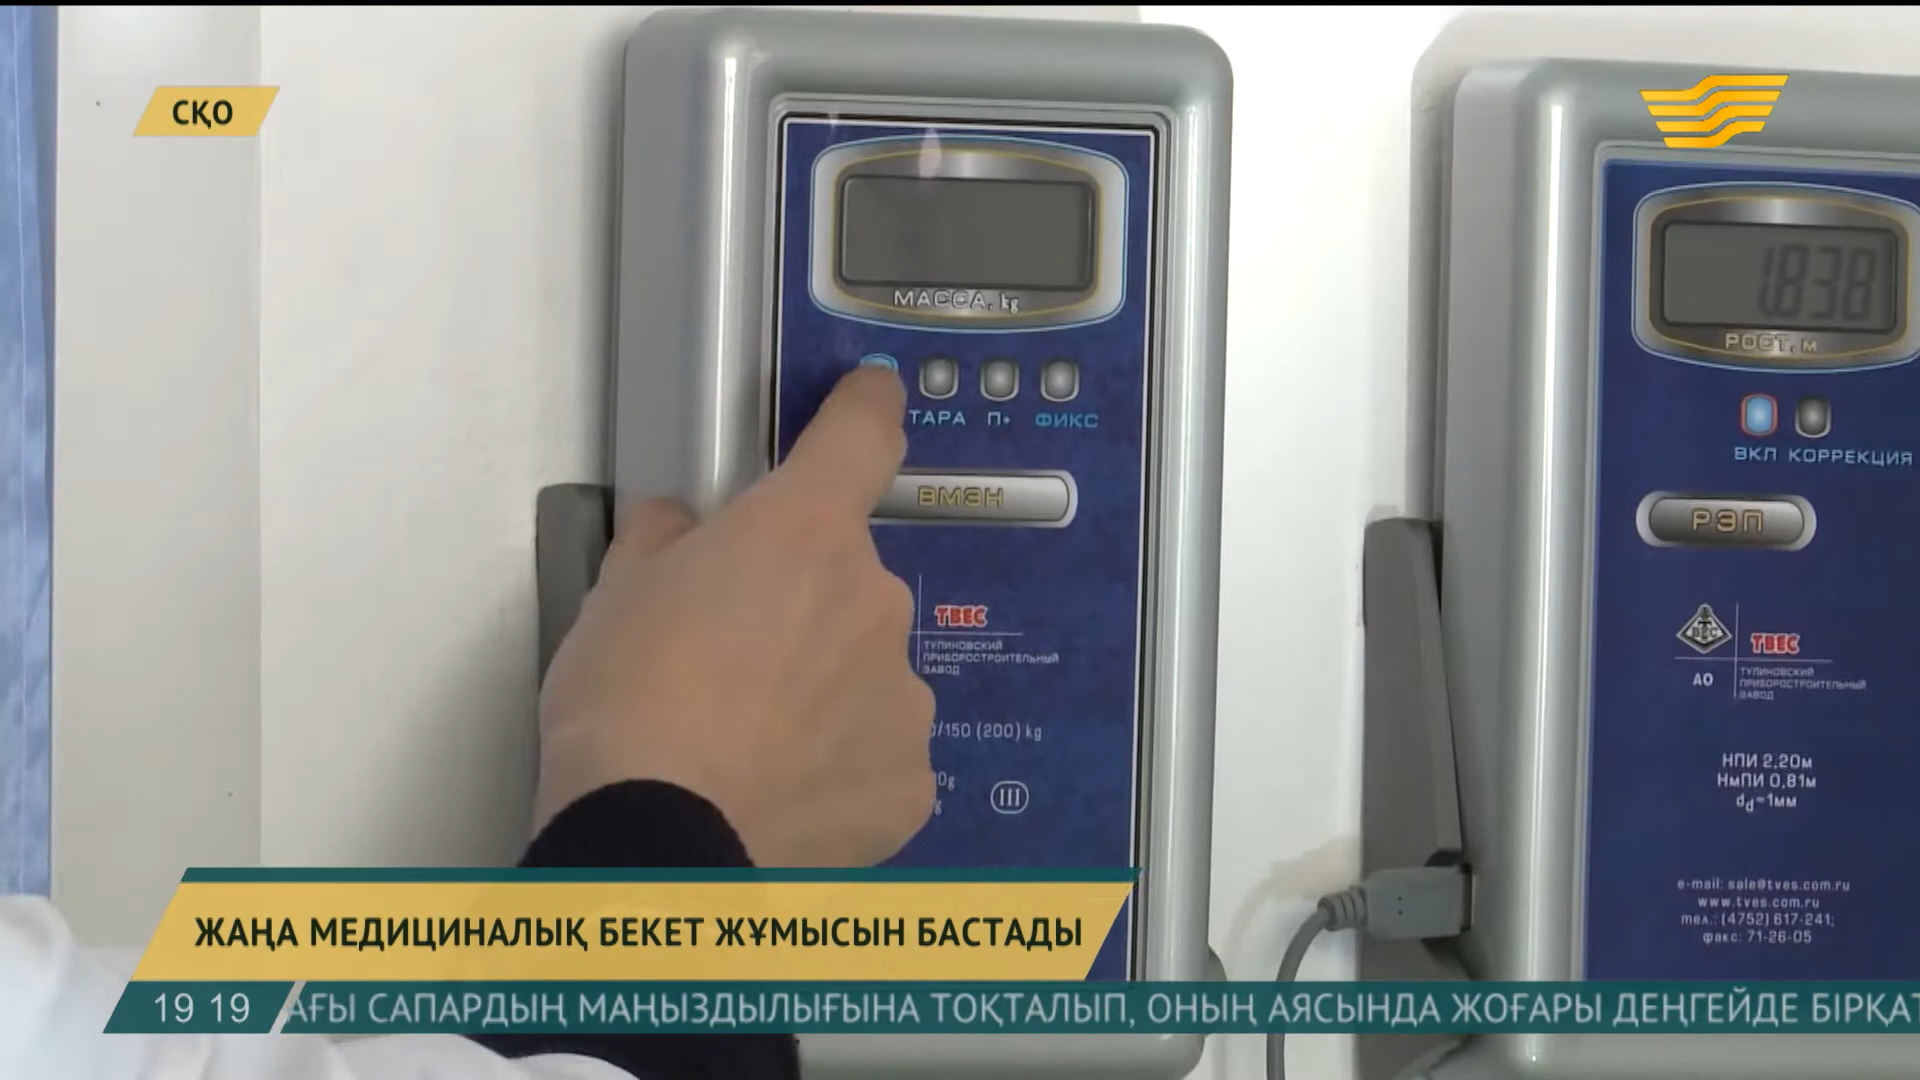 СҚО
МАССА, kg
ТАРА П+ ФИКС
ВМЭН
ТВЕС
ТУЛИНОВСКИЙ
ПРИБОРОСТРОИТЕЛЬНЫЙ
ЗАВОД
/150 (200) kg
III
1.838
РОСТ, м
ВКЛ КОРРЕКЦИЯ
РЭП
ВЕС
ТВЕС
АО
ТУЛИНОВСКИЙ
ПРИБОРОСТРОИТЕЛЬНЫЙ
ЗАВОД
НПИ 2,20м
НмПИ 0,81м
dd=1мм
e-mail: sale@tves.com.ru
www.tves.com.ru
тел.: (4752) 617-241;
факс: 71-26-05
ЖАҢА МЕДИЦИНАЛЫҚ БЕКЕТ ЖҰМЫСЫН БАСТАДЫ
19 19 АҒЫ САПАРДЫҢ МАҢЫЗДЫЛЫҒЫНА ТОҚТАЛЫП, ОНЫҢ АЯСЫНДА ЖОҒАРЫ ДЕҢГЕЙДЕ БІРҚАТ